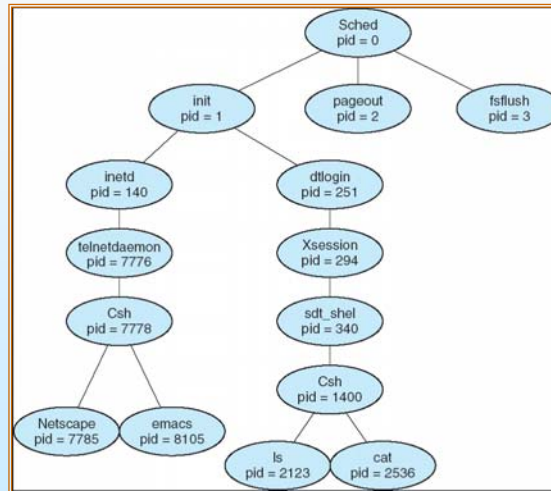 Sched
pid = 0
init
pid = 1
pageout
pid = 2
fsflush
pid = 3
inetd
pid = 140
dtlogin
pid = 251
telnetdaemon
pid = 7776
Xsession
pid = 294
Csh
pid = 7778
sdt_shel
pid = 340
Csh
pid = 1400
Netscape
pid = 7785
emacs
pid = 8105
ls
pid = 2123
cat
pid = 2536